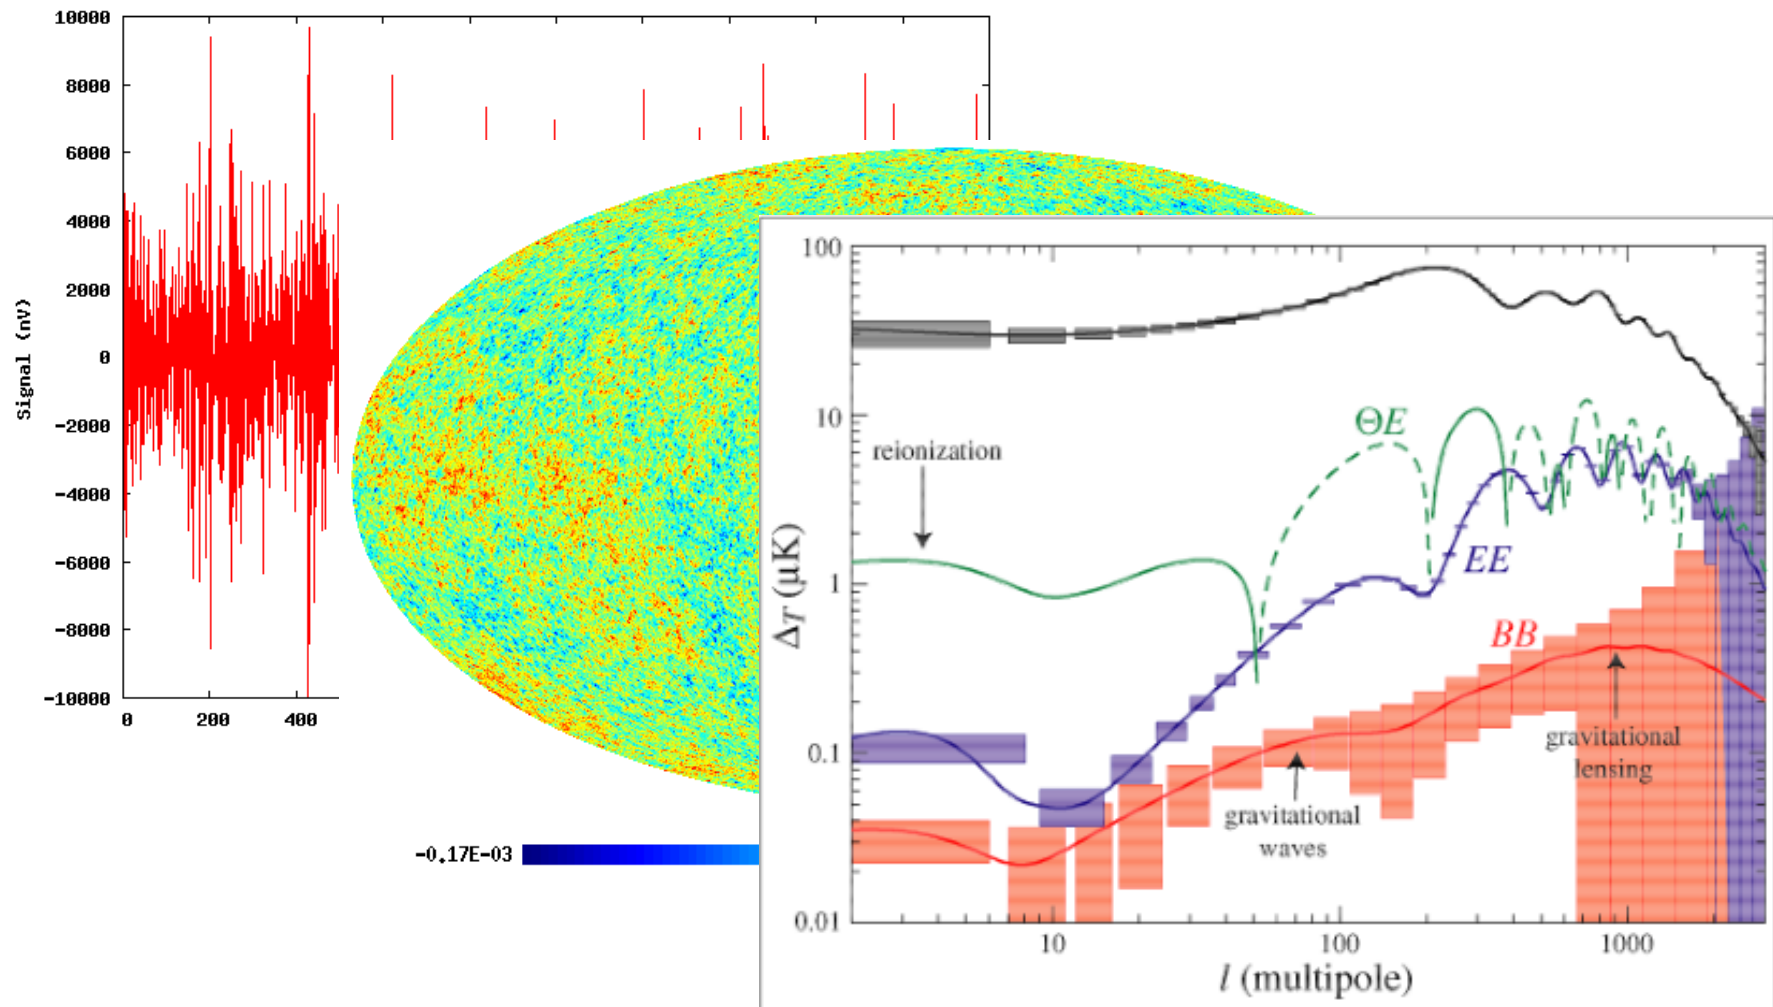 10000
8000
6000
4000
2000
0
-2000
-4000
-6000
-8000
-10000
Signal (nV)
0 200 400
-0.17E-03
100
10
1
0.1
0.01
Δ_T (μK)
reionization
ΘE
EE
BB
gravitational
waves
gravitational
lensing
10 100 1000
l (multipole)